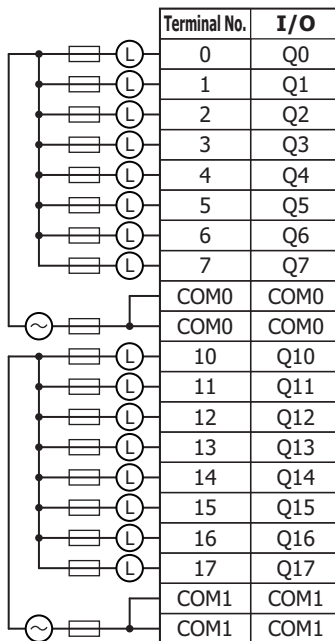 Terminal No. I/O
L 0 Q0
L 1 Q1
L 2 Q2
L 3 Q3
L 4 Q4
L 5 Q5
L 6 Q6
L 7 Q7
COM0 COM0
COM0 COM0
L 10 Q10
L 11 Q11
L 12 Q12
L 13 Q13
L 14 Q14
L 15 Q15
L 16 Q16
L 17 Q17
COM1 COM1
COM1 COM1